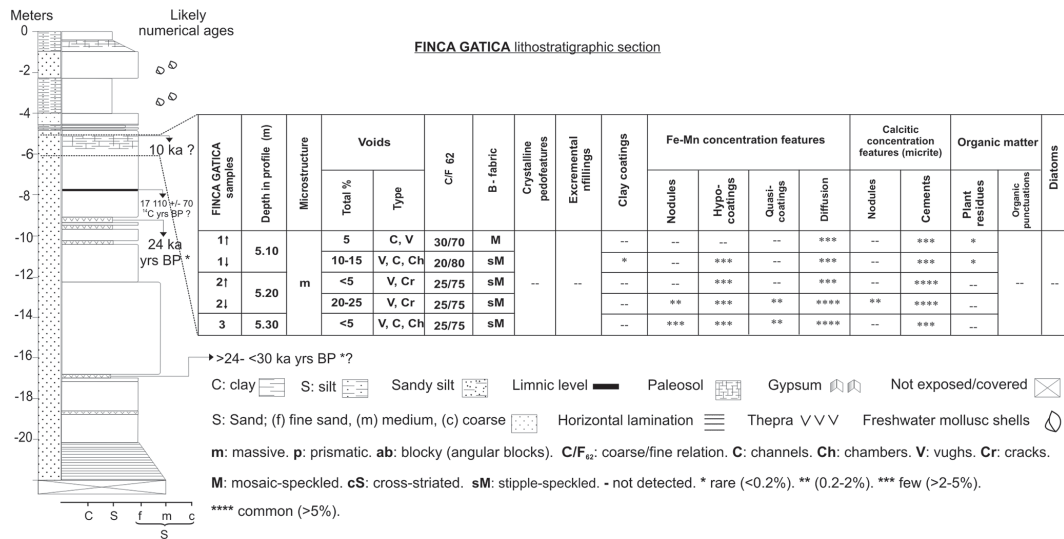 Meters
Likely
numerical ages
FINCA GATICA lithostratigraphic section
0
-2
-4
-6
-8
-10
-12
-14
-16
-18
-20
10 ka ?
17 110 +/- 70
14C yrs BP ?
24 ka
yrs BP *
>24- <30 ka yrs BP *?
C S f m c
S
FINCA GATICA samples | Depth in profile (m) | Microstructure | Voids | C/F 62 | B- fabric | Crystalline pedofeatures | Excremental nfillings | Clay coatings | Fe-Mn concentration features | Calcitic concentration features (micrite) | Organic matter | Diatoms
Total % | Type | Nodules | Hypo-coatings | Quasi-coatings | Diffusion | Nodules | Cements | Plant residues | Organic punctuations
1↑ 5.10 m 5 C, V 30/70 M -- -- -- -- -- -- *** -- *** * -- --
1↓ 10-15 V, C, Ch 20/80 sM * -- *** -- *** -- *** *
2↑ 5.20 <5 V, Cr 25/75 sM -- -- *** -- *** -- **** --
2↓ 20-25 V, Cr 25/75 sM -- ** *** ** **** ** **** --
3 5.30 <5 V, C, Ch 25/75 sM -- *** *** ** **** -- *** --
C: clay S: silt Sandy silt Limnic level Paleosol Gypsum Not exposed/covered
S: Sand; (f) fine sand, (m) medium, (c) coarse Horizontal lamination Thepra Freshwater mollusc shells
m: massive. p: prismatic. ab: blocky (angular blocks). C/F62: coarse/fine relation. C: channels. Ch: chambers. V: vughs. Cr: cracks.
M: mosaic-speckled. cS: cross-striated. sM: stipple-speckled. - not detected. * rare (<0.2%). ** (0.2-2%). *** few (>2-5%).
**** common (>5%).